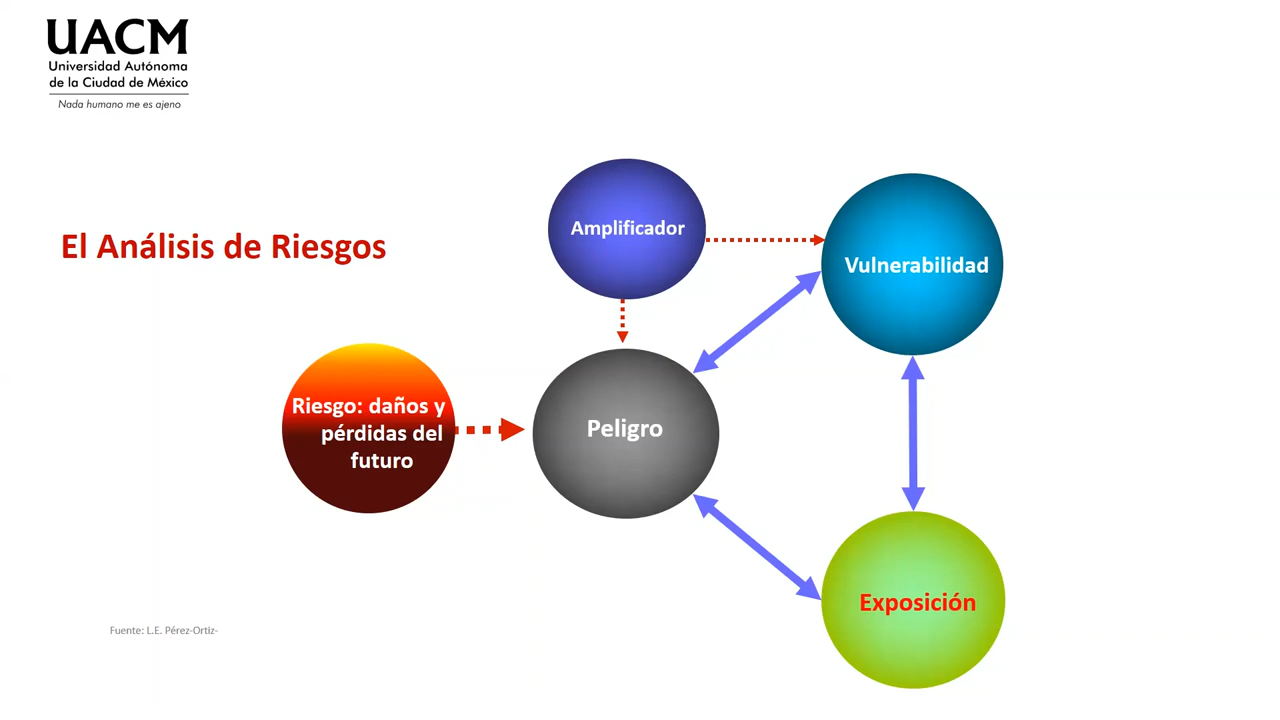 UACM
Universidad Autónoma
de la Ciudad de México
Nada humano me es ajeno
El Análisis de Riesgos
Amplificador
Vulnerabilidad
Riesgo: daños y
pérdidas del
futuro
Peligro
Exposición
Fuente: L.E. Pérez-Ortiz-